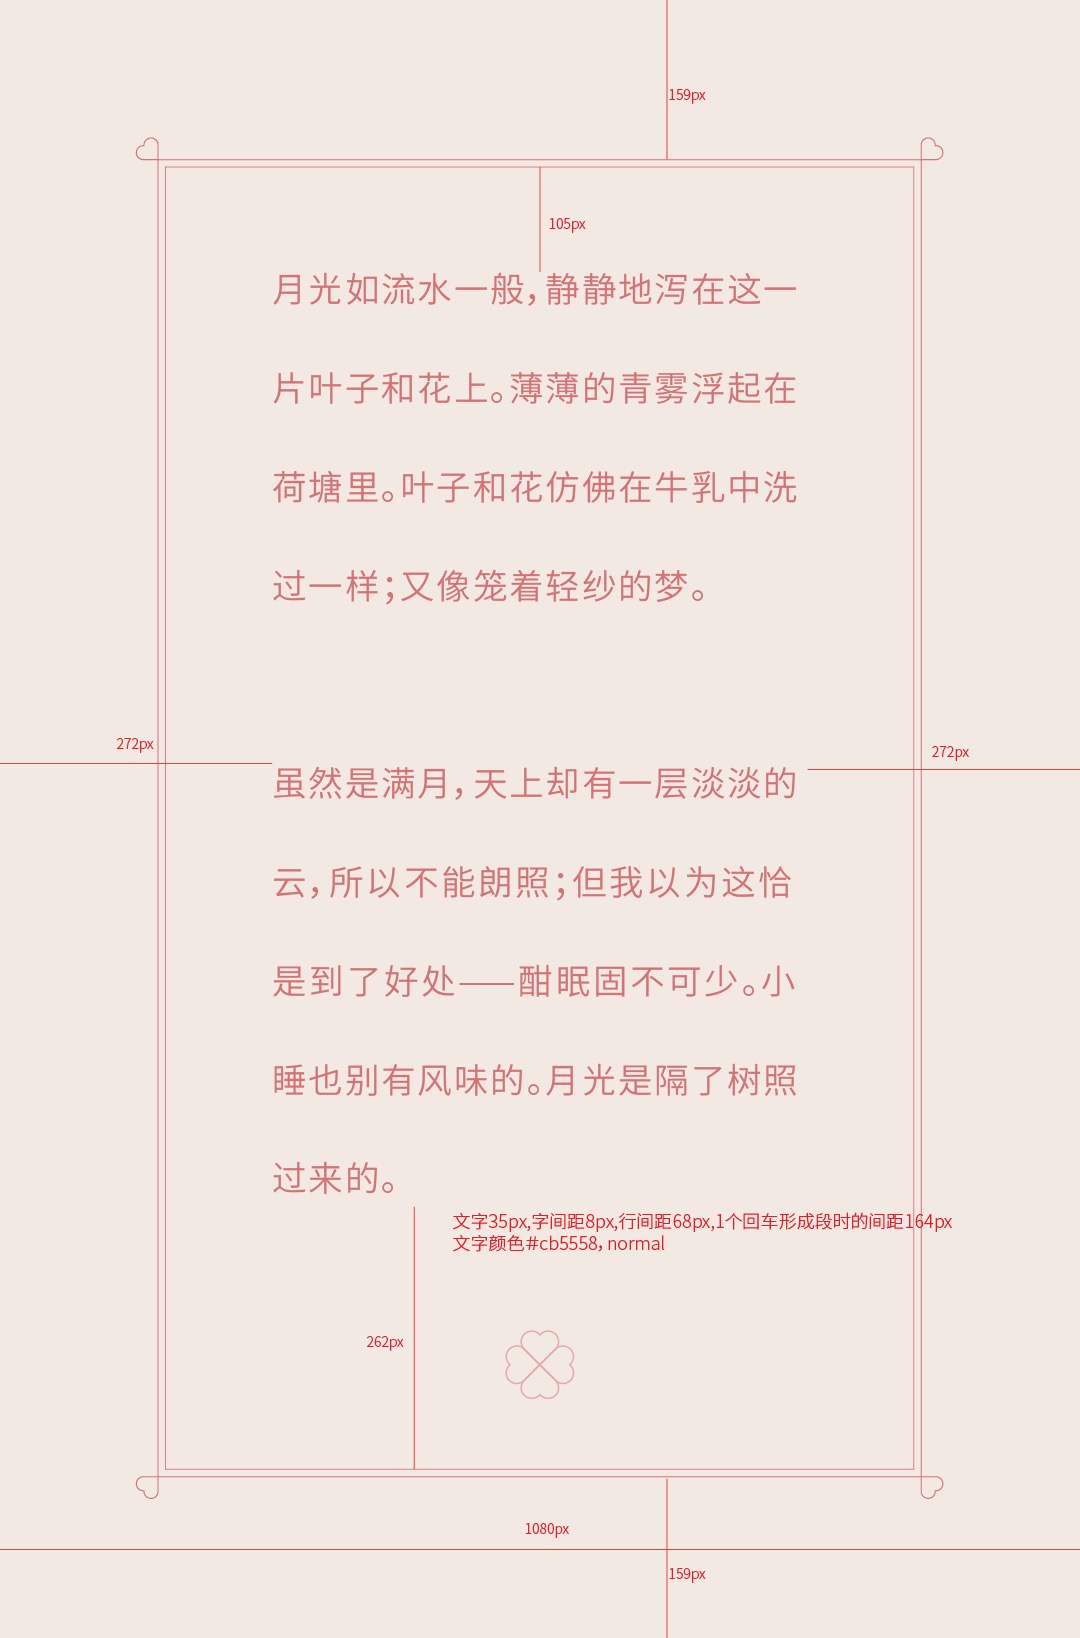 159px
105px
月光如流水一般，静静地泻在这一
片叶子和花上。薄薄的青雾浮起在
荷塘里。叶子和花仿佛在牛乳中洗
过一样；又像笼着轻纱的梦。
272px
272px
虽然是满月，天上却有一层淡淡的
云，所以不能朗照；但我以为这恰
是到了好处——酣眠固不可少。小
睡也别有风味的。月光是隔了树照
过来的。
文字35px,字间距8px,行间距68px,1个回车形成段时的间距164px
文字颜色#cb5558，normal
262px
1080px
159px